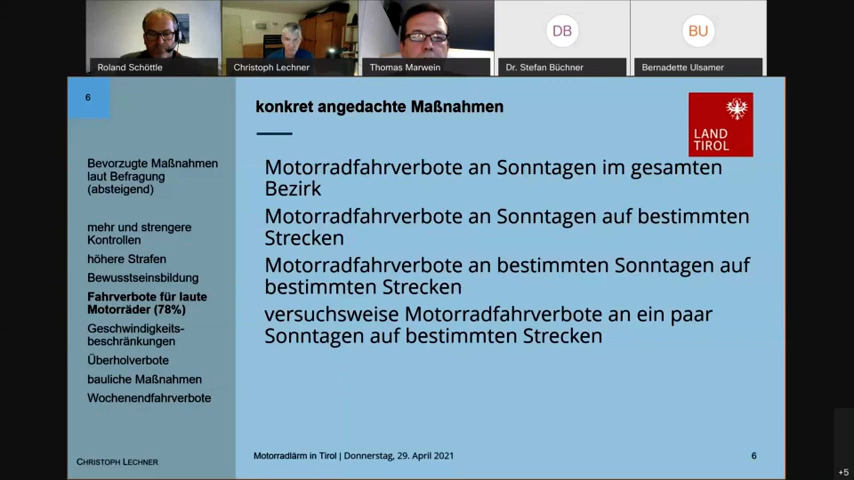 Roland Schöttle
Christoph Lechner
Thomas Marwein
DB
Dr. Stefan Büchner
BU
Bernadette Ulsamer
6
konkret angedachte Maßnahmen
LAND
TIROL
Bevorzugte Maßnahmen
laut Befragung
(absteigend)
mehr und strengere
Kontrollen
höhere Strafen
Bewusstseinsbildung
Fahrverbote für laute
Motorräder (78%)
Geschwindigkeits-
beschränkungen
Überholverbote
bauliche Maßnahmen
Wochenendfahrverbote
Motorradfahrverbote an Sonntagen im gesamten
Bezirk
Motorradfahrverbote an Sonntagen auf bestimmten
Strecken
Motorradfahrverbote an bestimmten Sonntagen auf
bestimmten Strecken
versuchsweise Motorradfahrverbote an ein paar
Sonntagen auf bestimmten Strecken
CHRISTOPH LECHNER
Motorradlärm in Tirol | Donnerstag, 29. April 2021
6
+5